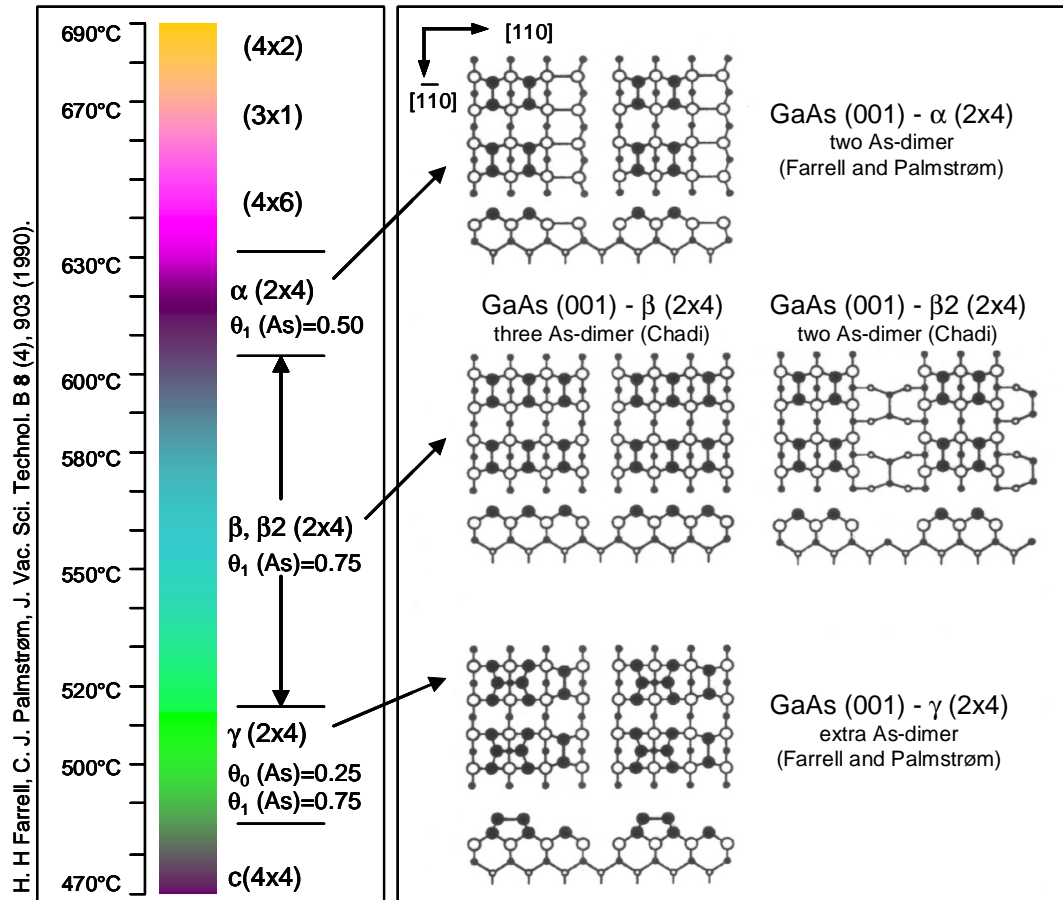 H. H Farrell, C. J. Palmstrøm, J. Vac. Sci. Technol. B 8 (4), 903 (1990).
690°C
670°C
630°C
600°C
580°C
550°C
520°C
500°C
470°C
(4x2)
(3x1)
(4x6)
α (2x4)
θ₁ (As)=0.50
β, β2 (2x4)
θ₁ (As)=0.75
γ (2x4)
θ₀ (As)=0.25
θ₁ (As)=0.75
c(4x4)
[110]
[1̄10]
GaAs (001) - α (2x4)
two As-dimer
(Farrell and Palmstrøm)
GaAs (001) - β (2x4)
three As-dimer (Chadi)
GaAs (001) - β2 (2x4)
two As-dimer (Chadi)
GaAs (001) - γ (2x4)
extra As-dimer
(Farrell and Palmstrøm)